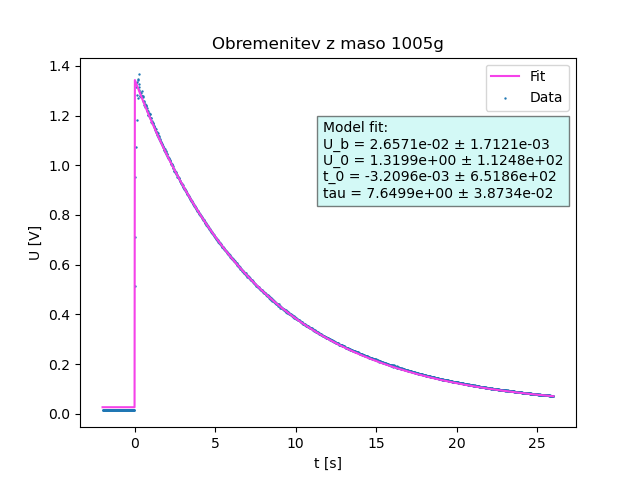 Obremenitev z maso 1005g
Fit
Data
Model fit:
U_b = 2.6571e-02 ± 1.7121e-03
U_0 = 1.3199e+00 ± 1.1248e+02
t_0 = -3.2096e-03 ± 6.5186e+02
tau = 7.6499e+00 ± 3.8734e-02
U [V]
1.4
1.2
1.0
0.8
0.6
0.4
0.2
0.0
0
5
10
15
20
25
t [s]